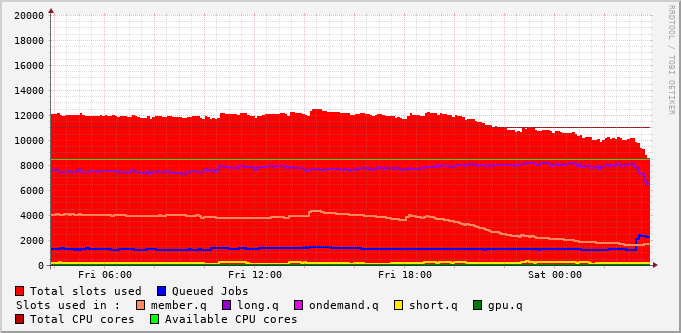 20000
18000
16000
14000
12000
10000
8000
6000
4000
2000
0
Fri 06:00 Fri 12:00 Fri 18:00 Sat 00:00
Total slots used Queued Jobs
Slots used in : member.q long.q ondemand.q short.q gpu.q
Total CPU cores Available CPU cores
RRDTOOL / TOBI OETIKER